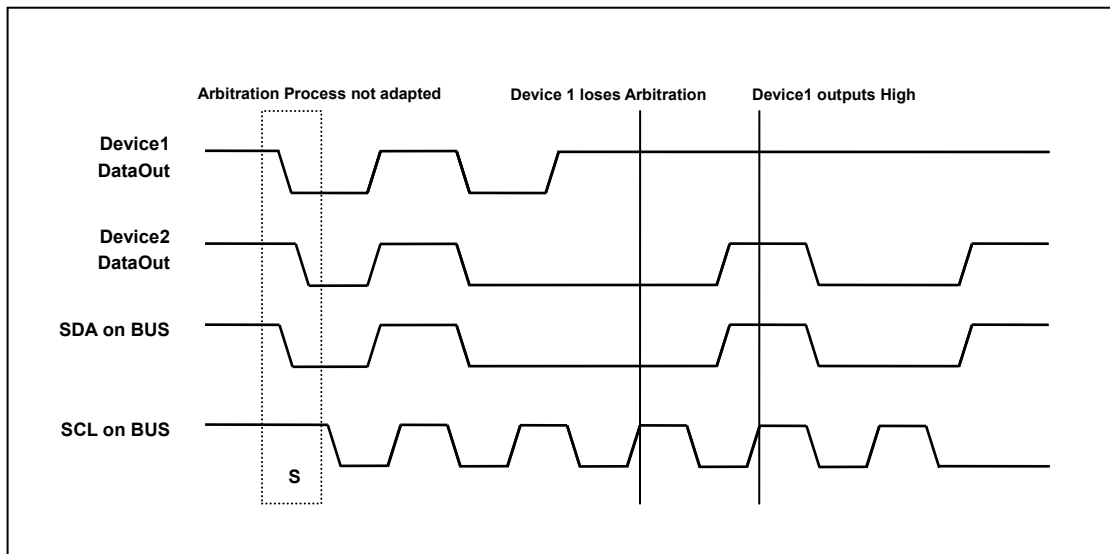 Arbitration Process not adapted
Device 1 loses Arbitration
Device1 outputs High
Device1
DataOut
Device2
DataOut
SDA on BUS
SCL on BUS
S